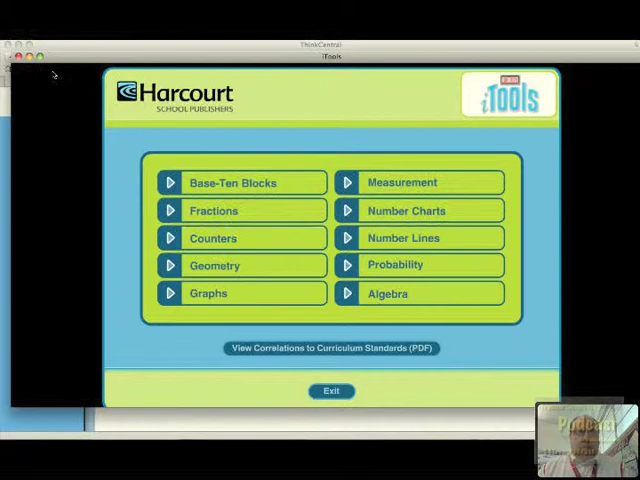 ThinkCentral
iTools
Harcourt
SCHOOL PUBLISHERS
iTools
Base-Ten Blocks
Measurement
Fractions
Number Charts
Counters
Number Lines
Geometry
Probability
Graphs
Algebra
View Correlations to Curriculum Standards (PDF)
Exit
Podcast